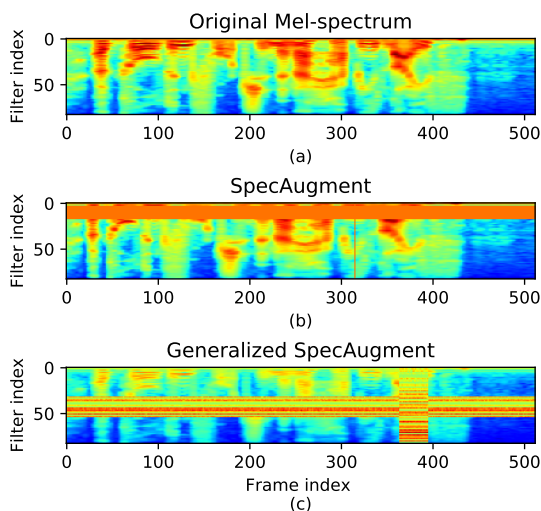 Original Mel-spectrum
Filter index
0
50
0 100 200 300 400 500
(a)
SpecAugment
Filter index
0
50
0 100 200 300 400 500
(b)
Generalized SpecAugment
Filter index
0
50
0 100 200 300 400 500
Frame index
(c)